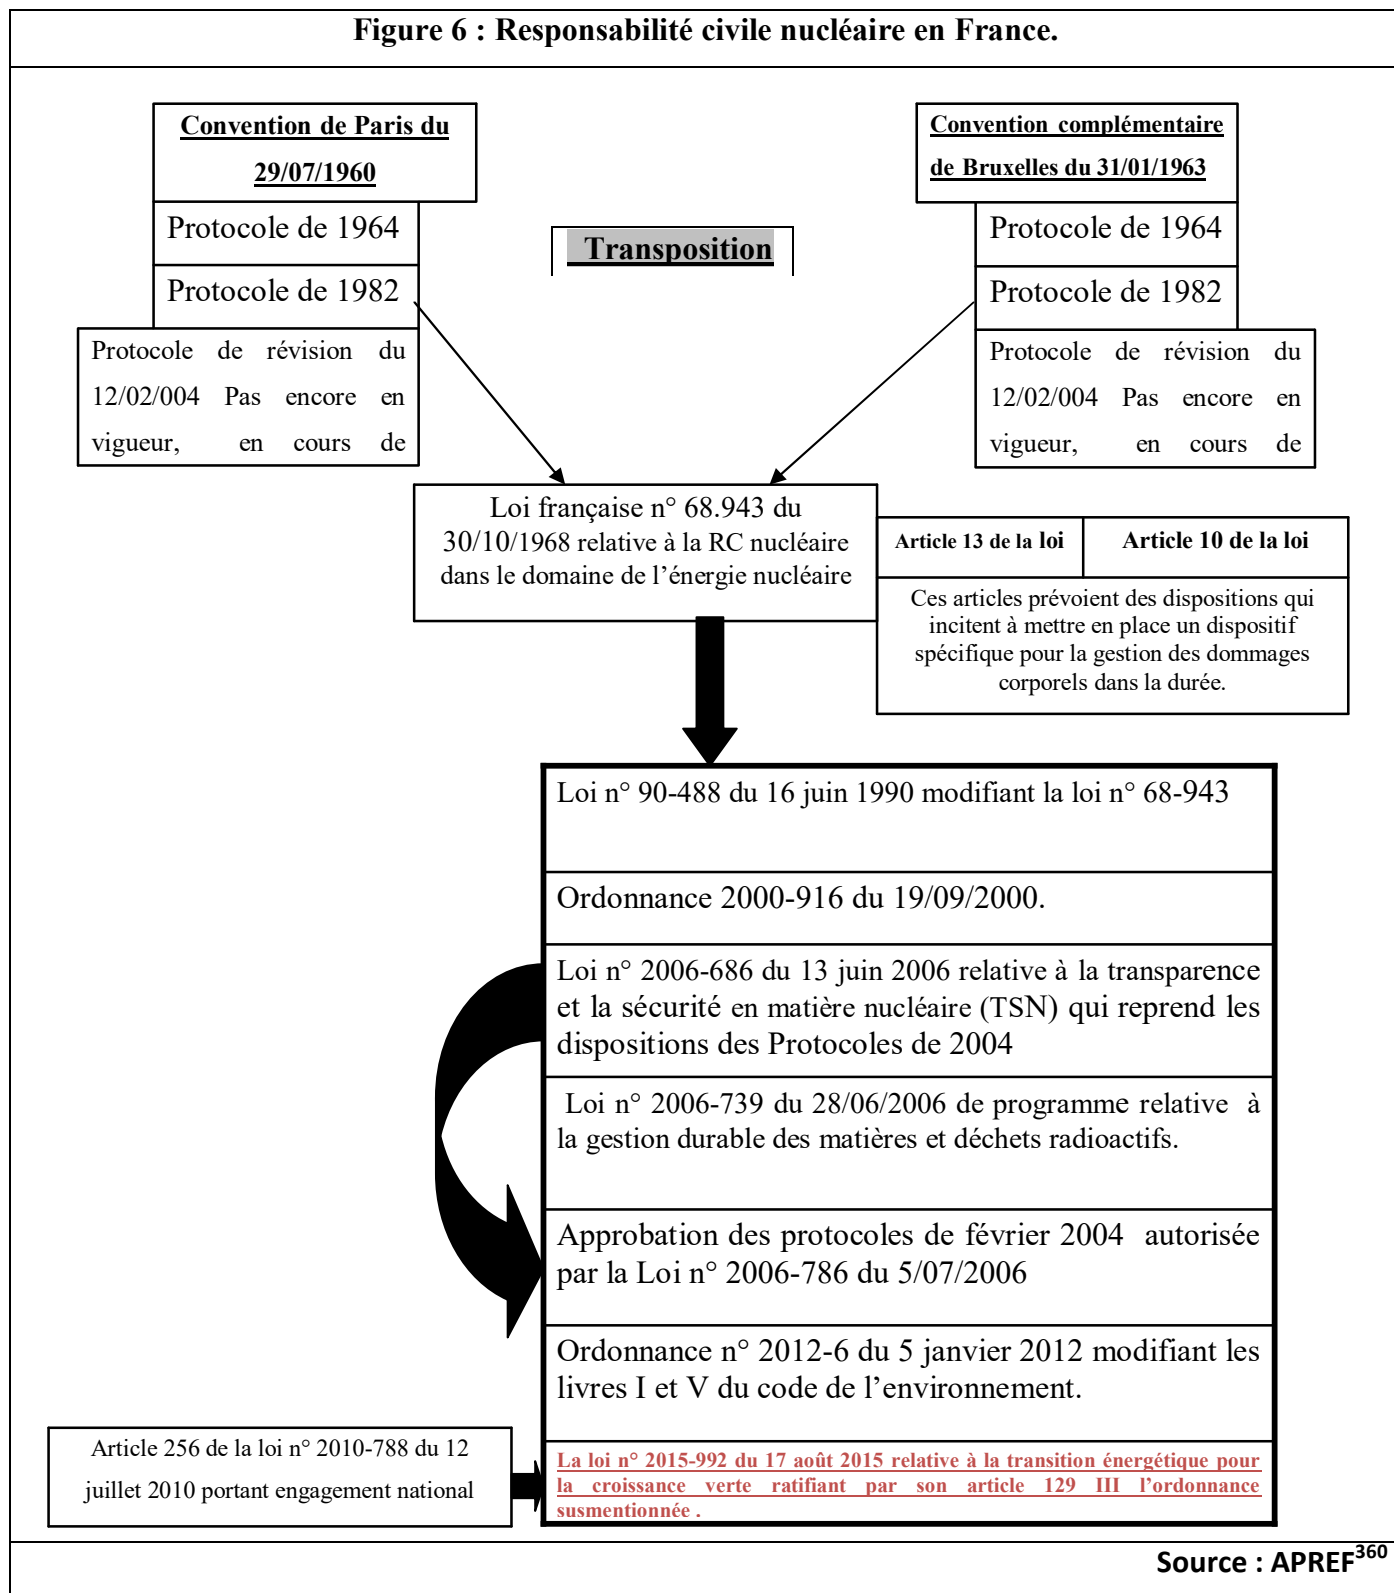 Figure 6 : Responsabilité civile nucléaire en France.
Convention de Paris du
29/07/1960
Protocole de 1964
Protocole de 1982
Protocole de révision du
12/02/004 Pas encore en
vigueur, en cours de
Transposition
Convention complémentaire
de Bruxelles du 31/01/1963
Protocole de 1964
Protocole de 1982
Protocole de révision du
12/02/004 Pas encore en
vigueur, en cours de
Loi française n° 68.943 du
30/10/1968 relative à la RC nucléaire
dans le domaine de l’énergie nucléaire
Article 13 de la loi
Article 10 de la loi
Ces articles prévoient des dispositions qui
incitent à mettre en place un dispositif
spécifique pour la gestion des dommages
corporels dans la durée.
Loi n° 90-488 du 16 juin 1990 modifiant la loi n° 68-943
Ordonnance 2000-916 du 19/09/2000.
Loi n° 2006-686 du 13 juin 2006 relative à la transparence
et la sécurité en matière nucléaire (TSN) qui reprend les
dispositions des Protocoles de 2004
Loi n° 2006-739 du 28/06/2006 de programme relative à
la gestion durable des matières et déchets radioactifs.
Approbation des protocoles de février 2004 autorisée
par la Loi n° 2006-786 du 5/07/2006
Ordonnance n° 2012-6 du 5 janvier 2012 modifiant les
livres I et V du code de l’environnement.
Article 256 de la loi n° 2010-788 du 12
juillet 2010 portant engagement national
La loi n° 2015-992 du 17 août 2015 relative à la transition énergétique pour
la croissance verte ratifiant par son article 129 III l’ordonnance
susmentionnée .
Source : APREF360